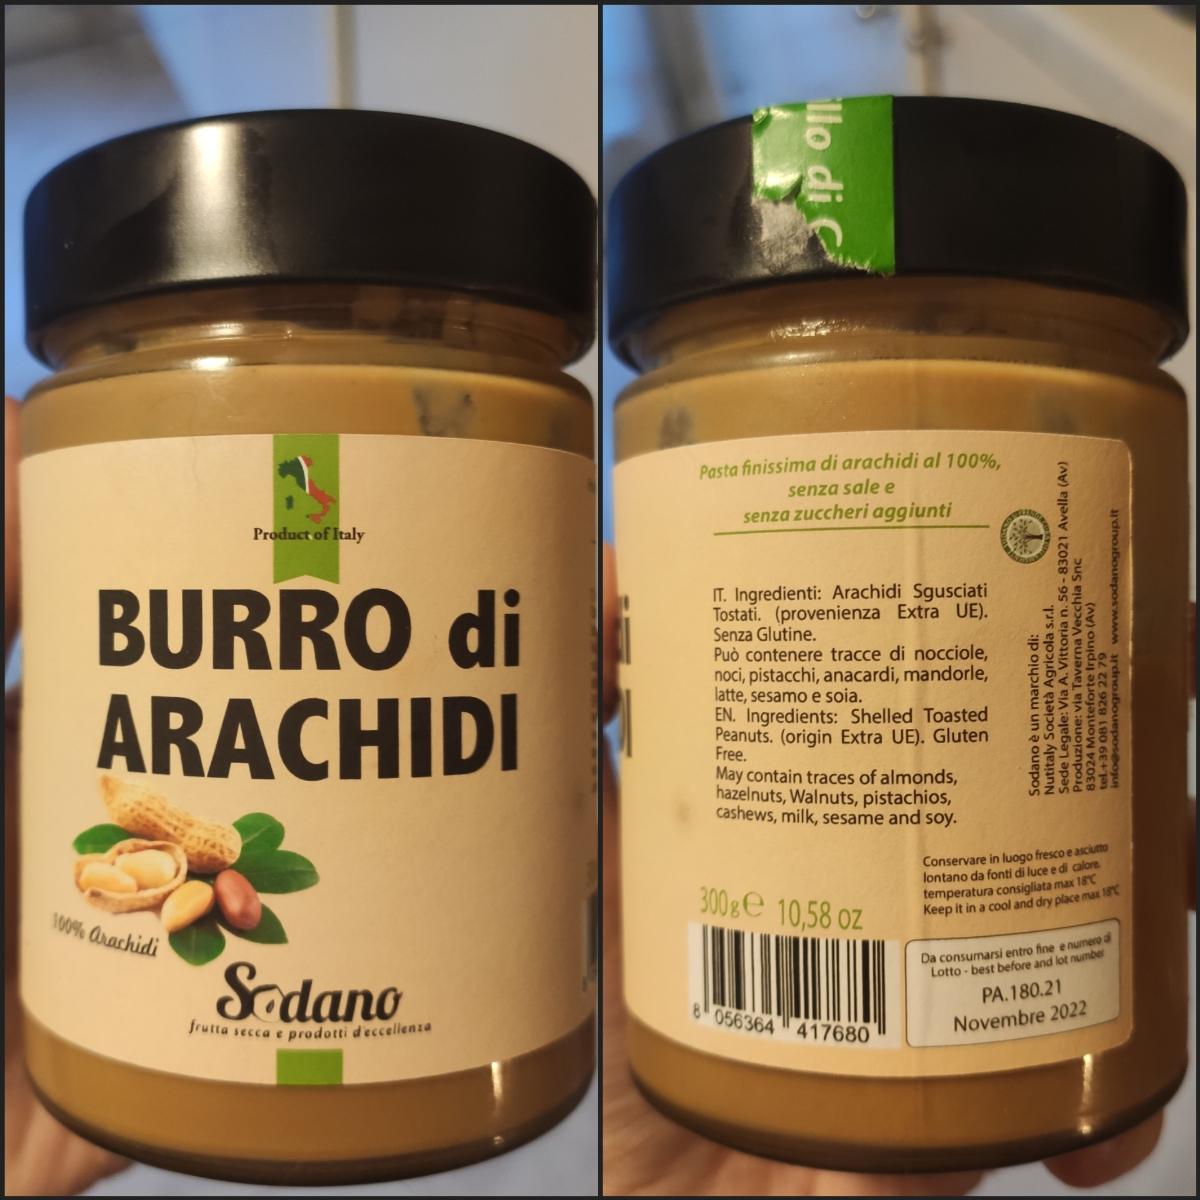 Product of Italy
BURRO di
ARACHIDI
100% Arachidi
Sodano
frutta secca e prodotti d'eccellenza
llo di G
Pasta finissima di arachidi al 100%,
senza sale e
senza zuccheri aggiunti
IT. Ingredienti: Arachidi Sgusciati
Tostati. (provenienza Extra UE).
Senza Glutine.
Può contenere tracce di nocciole,
noci, pistacchi, anacardi, mandorle,
latte, sesamo e soia.
EN. Ingredients: Shelled Toasted
Peanuts. (origin Extra UE). Gluten
Free.
May contain traces of almonds,
hazelnuts, Walnuts, pistachios,
cashews, milk, sesame and soy.
Sodano è un marchio di:
Nutitaly Società Agricola s.r.l.
Sede Legale: Via A. Vittoria n. 56 - 83021 Avella (Av)
Produzione: via Taverna Vecchia Snc
83024 Monteforte Irpino (Av)
tel.+39 081 826 22 79
info@sodanogroup.it www.sodanogroup.it
Conservare in luogo fresco e asciutto
lontano da fonti di luce e di calore,
temperatura consigliata max 18°C
Keep it in a cool and dry place max 18°C
300g e 10,58 oz
8 056364 417680
Da consumarsi entro fine e numero di
Lotto - best before and lot number
PA.180.21
Novembre 2022